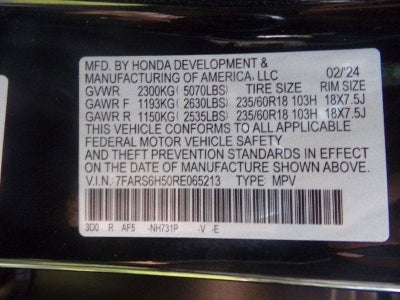 MFD. BY HONDA DEVELOPMENT &
MANUFACTURING OF AMERICA, LLC 02/'24
GVWR 2300KG (5070LBS) TIRE SIZE RIM SIZE
GAWR F 1193KG (2630LBS) 235/60R18 103H 18X7.5J
GAWR R 1150KG (2535LBS) 235/60R18 103H 18X7.5J
THIS VEHICLE CONFORMS TO ALL APPLICABLE
FEDERAL MOTOR VEHICLE SAFETY
AND THEFT PREVENTION STANDARDS IN EFFECT
ON THE DATE OF MANUFACTURE SHOWN ABOVE.
V.I.N: 7FARS6H50RE065213 TYPE: MPV
3D0 R AF5 -NH731P -V -E